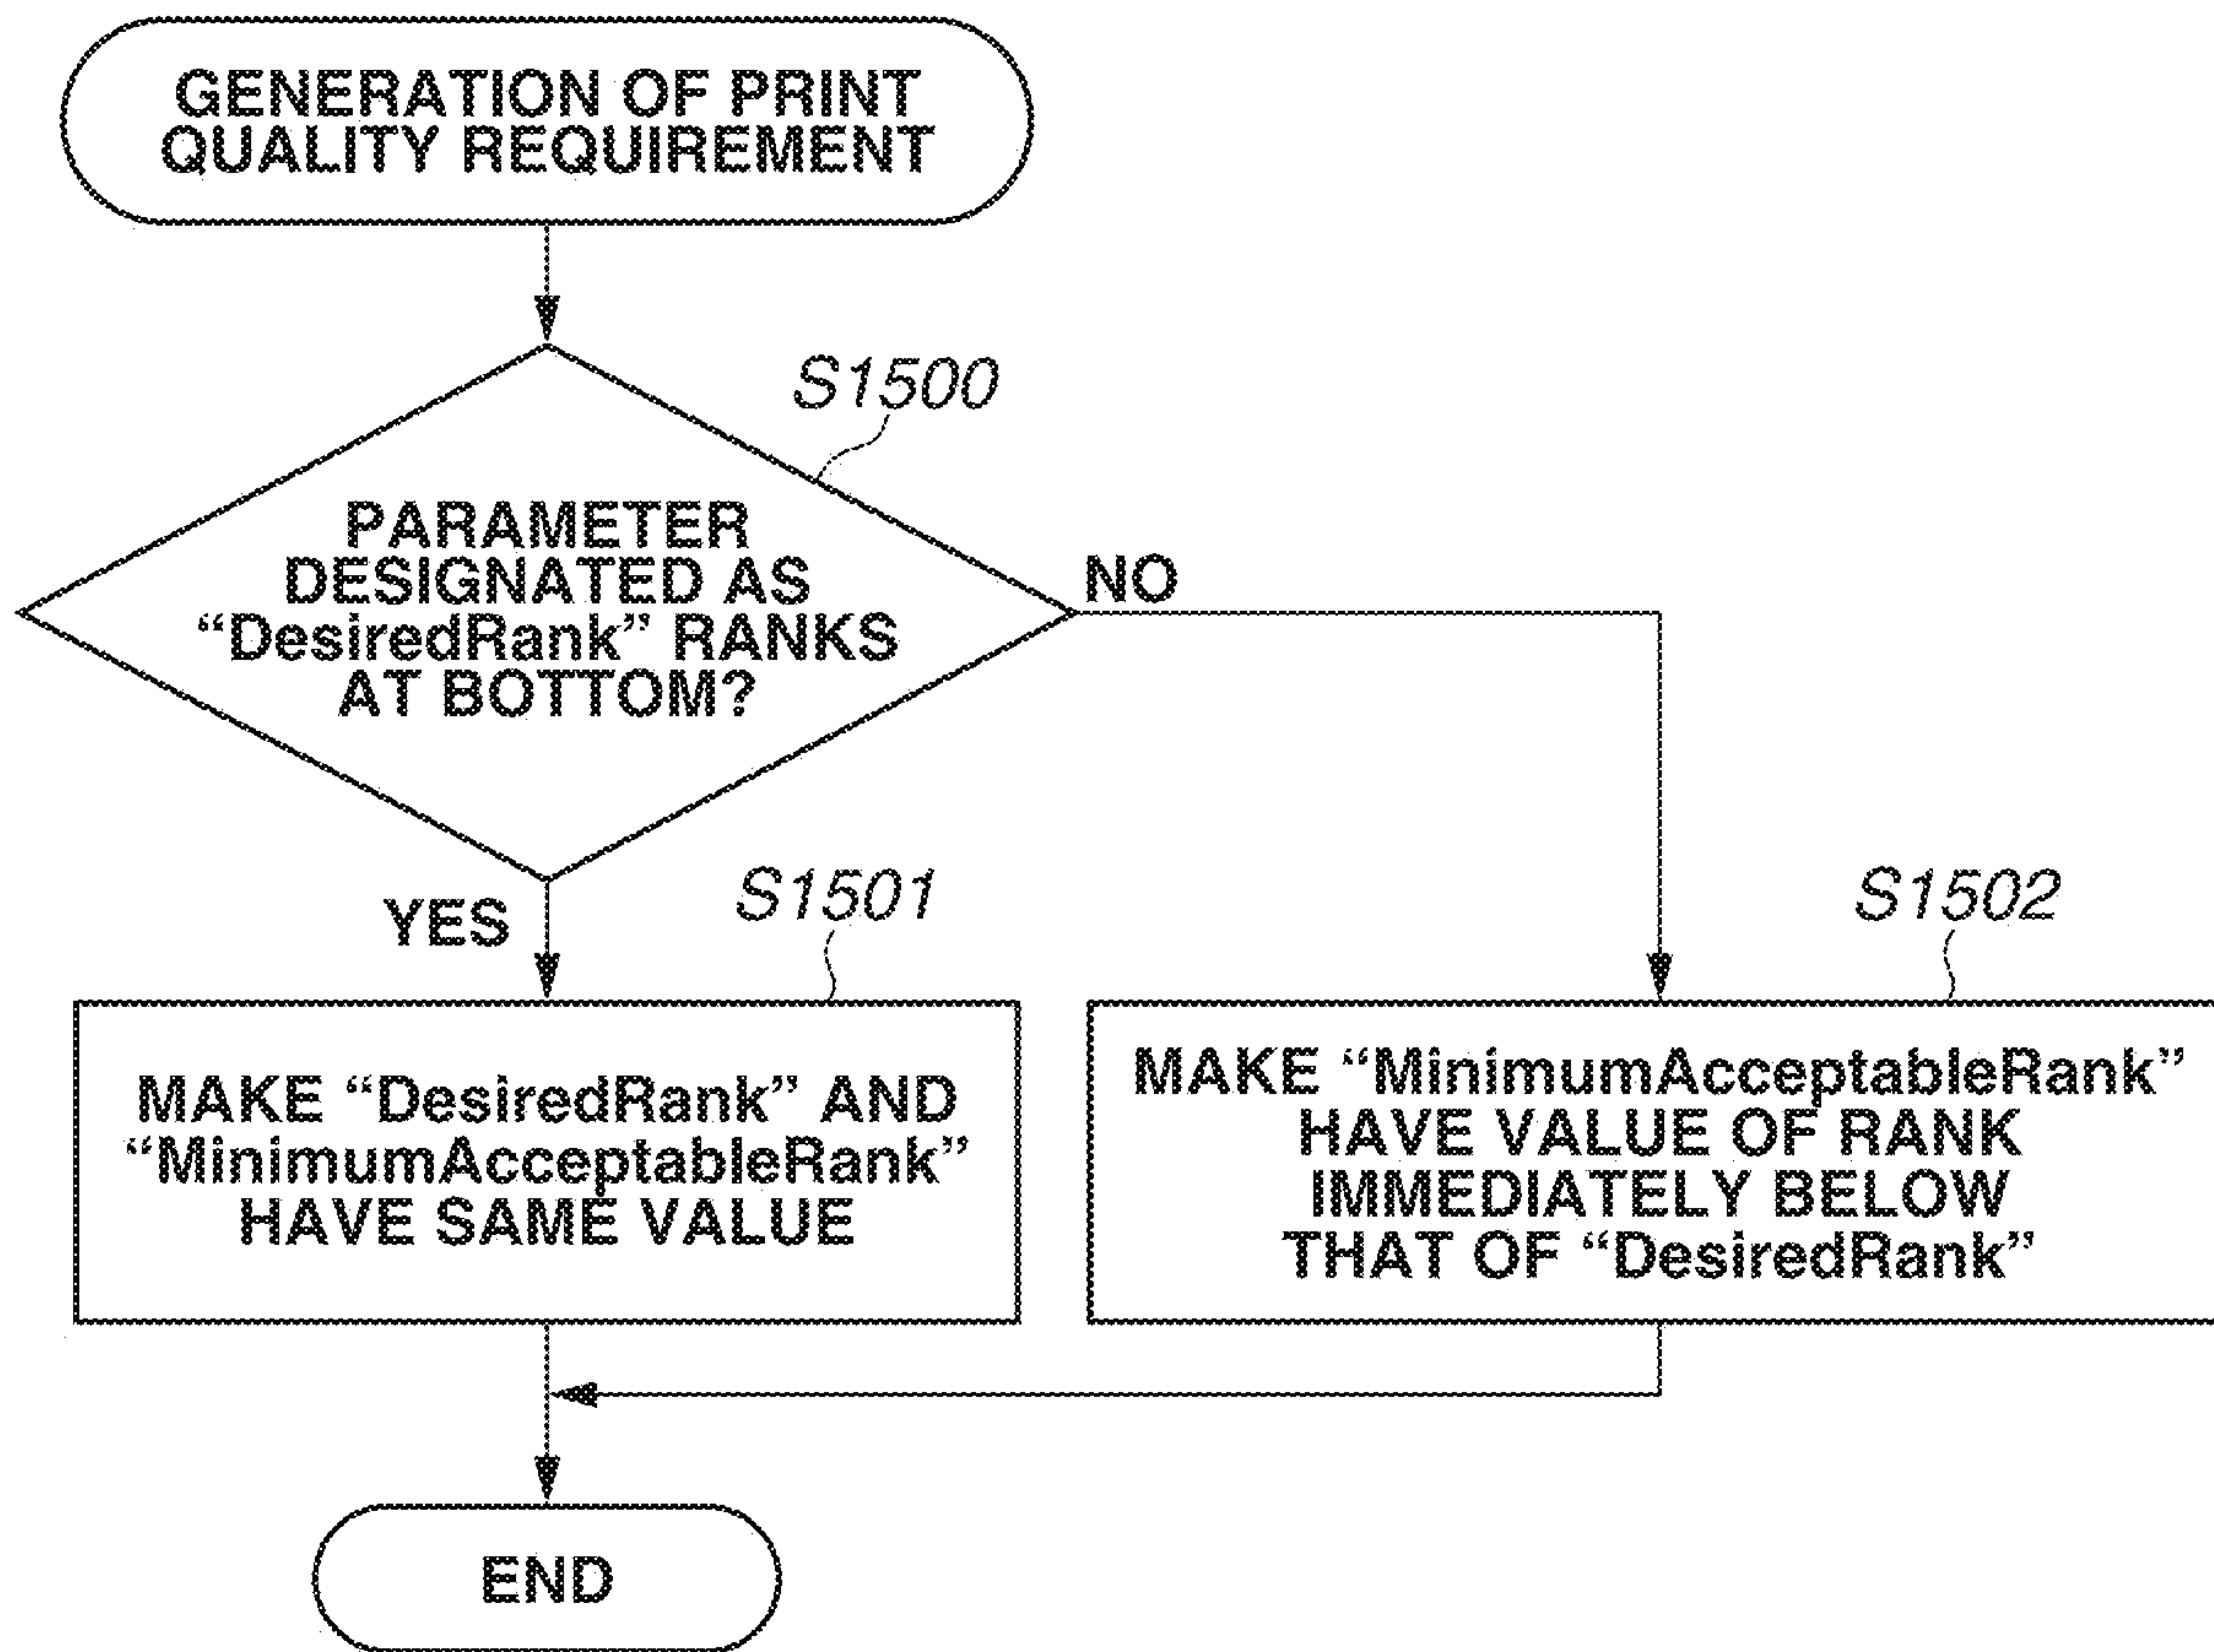 GENERATION OF PRINT
QUALITY REQUIREMENT
S1500
PARAMETER
DESIGNATED AS
“DesiredRank” RANKS
AT BOTTOM?
NO
YES
S1501
S1502
MAKE “DesiredRank” AND
“MinimumAcceptableRank”
HAVE SAME VALUE
MAKE “MinimumAcceptableRank”
HAVE VALUE OF RANK
IMMEDIATELY BELOW
THAT OF “DesiredRank”
END